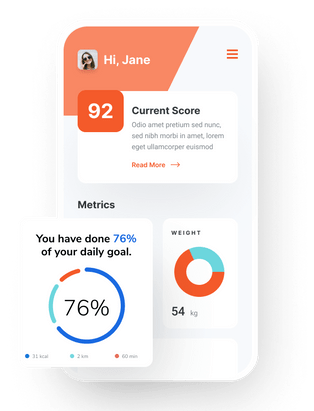 Hi, Jane
92
Current Score
Odio amet pretium sed nunc,
sed nibh morbi in amet, lorem
eget ullamcorper euismod
Read More
Metrics
You have done 76%
of your daily goal.
76%
31 kcal
2 km
60 min
WEIGHT
54 kg